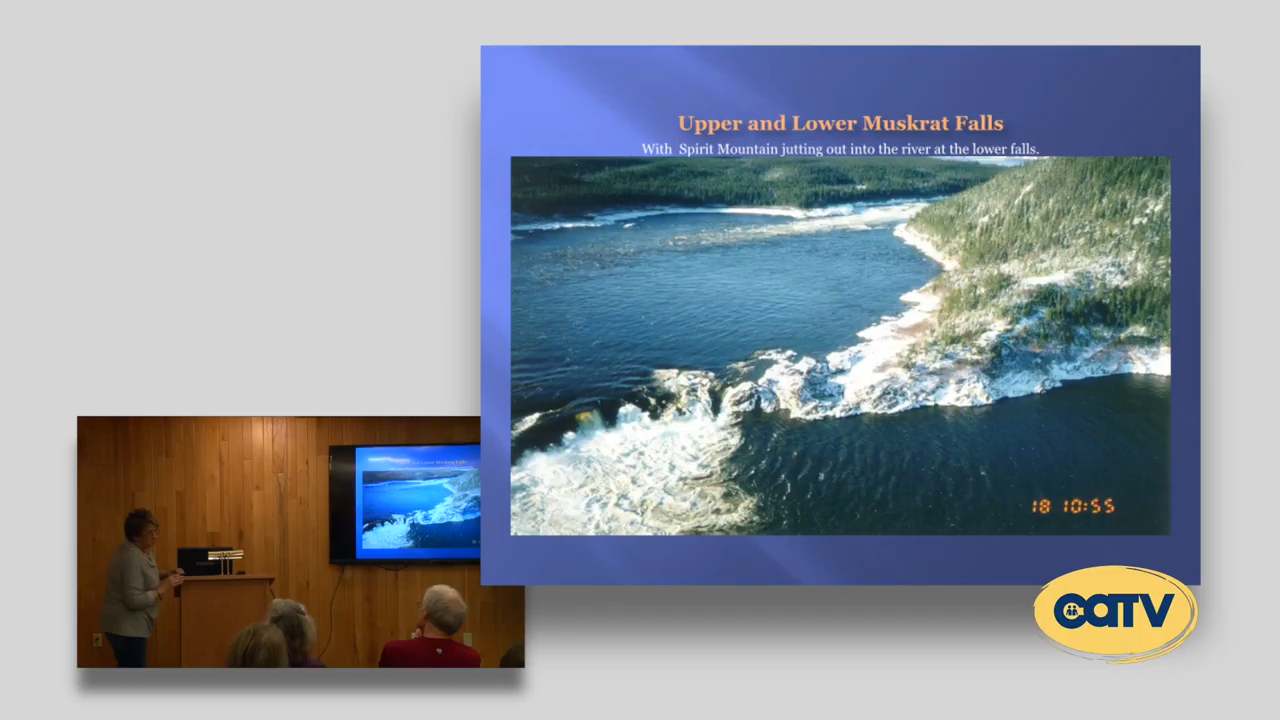 Upper and Lower Muskrat Falls
With Spirit Mountain jutting out into the river at the lower falls.
18 10:55
CATV